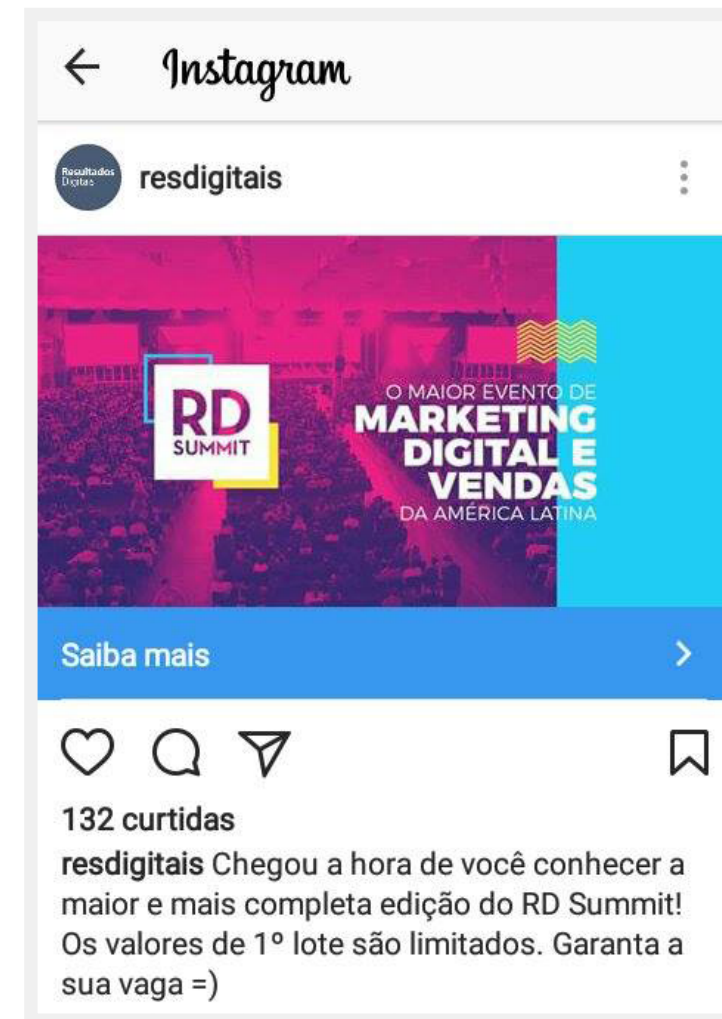 Instagram
Resultados
Digitais
resdigitais
RD
SUMMIT
O MAIOR EVENTO DE
MARKETING
DIGITAL E
VENDAS
DA AMÉRICA LATINA
Saiba mais
132 curtidas
resdigitais Chegou a hora de você conhecer a
maior e mais completa edição do RD Summit!
Os valores de 1º lote são limitados. Garanta a
sua vaga =)